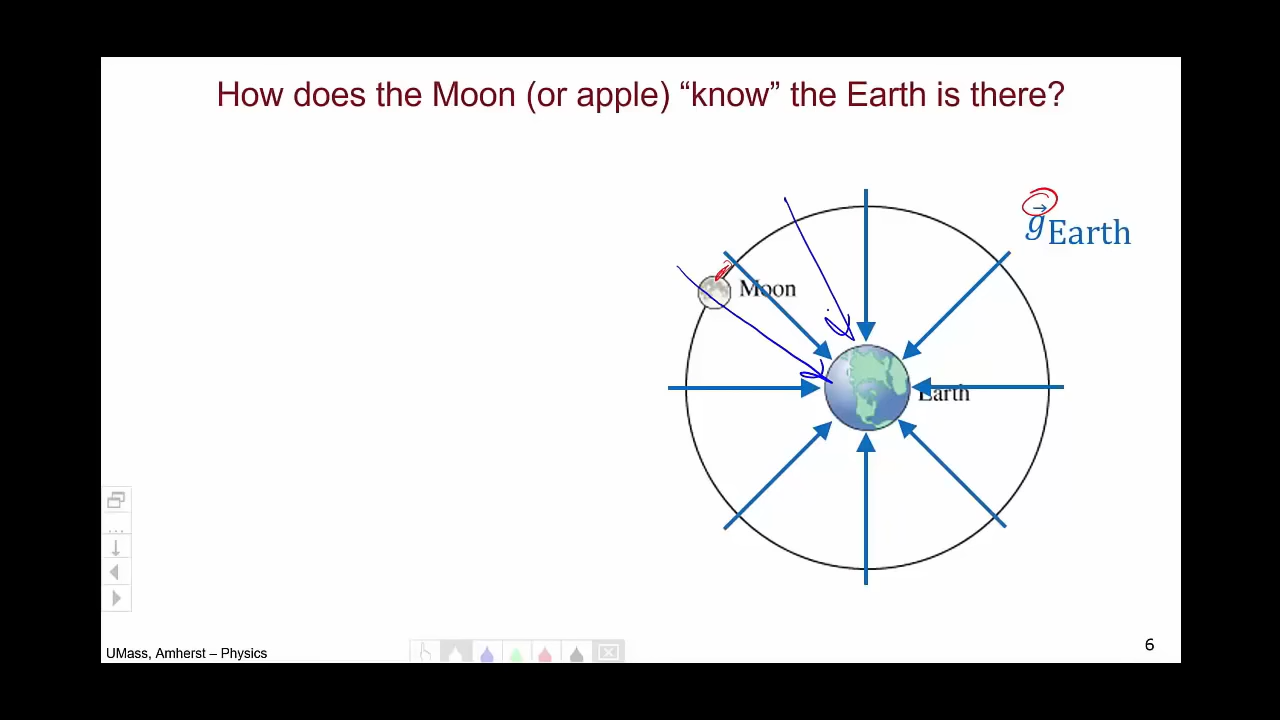 How does the Moon (or apple) “know” the Earth is there?
g⃗Earth
Moon
Earth
UMass, Amherst – Physics
6